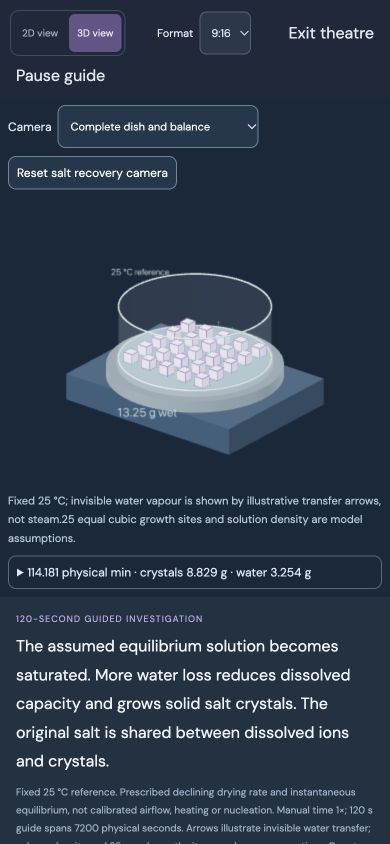 2D view 3D view Format 9:16 Exit theatre
Pause guide
Camera Complete dish and balance
Reset salt recovery camera
25 °C reference
13.25 g wet
Fixed 25 °C; invisible water vapour is shown by illustrative transfer arrows,
not steam.25 equal cubic growth sites and solution density are model
assumptions.
114.181 physical min · crystals 8.829 g · water 3.254 g
120-SECOND GUIDED INVESTIGATION
The assumed equilibrium solution becomes
saturated. More water loss reduces dissolved
capacity and grows solid salt crystals. The
original salt is shared between dissolved ions
and crystals.
Fixed 25 °C reference. Prescribed declining drying rate and instantaneous
equilibrium, not calibrated airflow, heating or nucleation. Manual time 1×; 120 s
guide spans 7200 physical seconds. Arrows illustrate invisible water transfer;